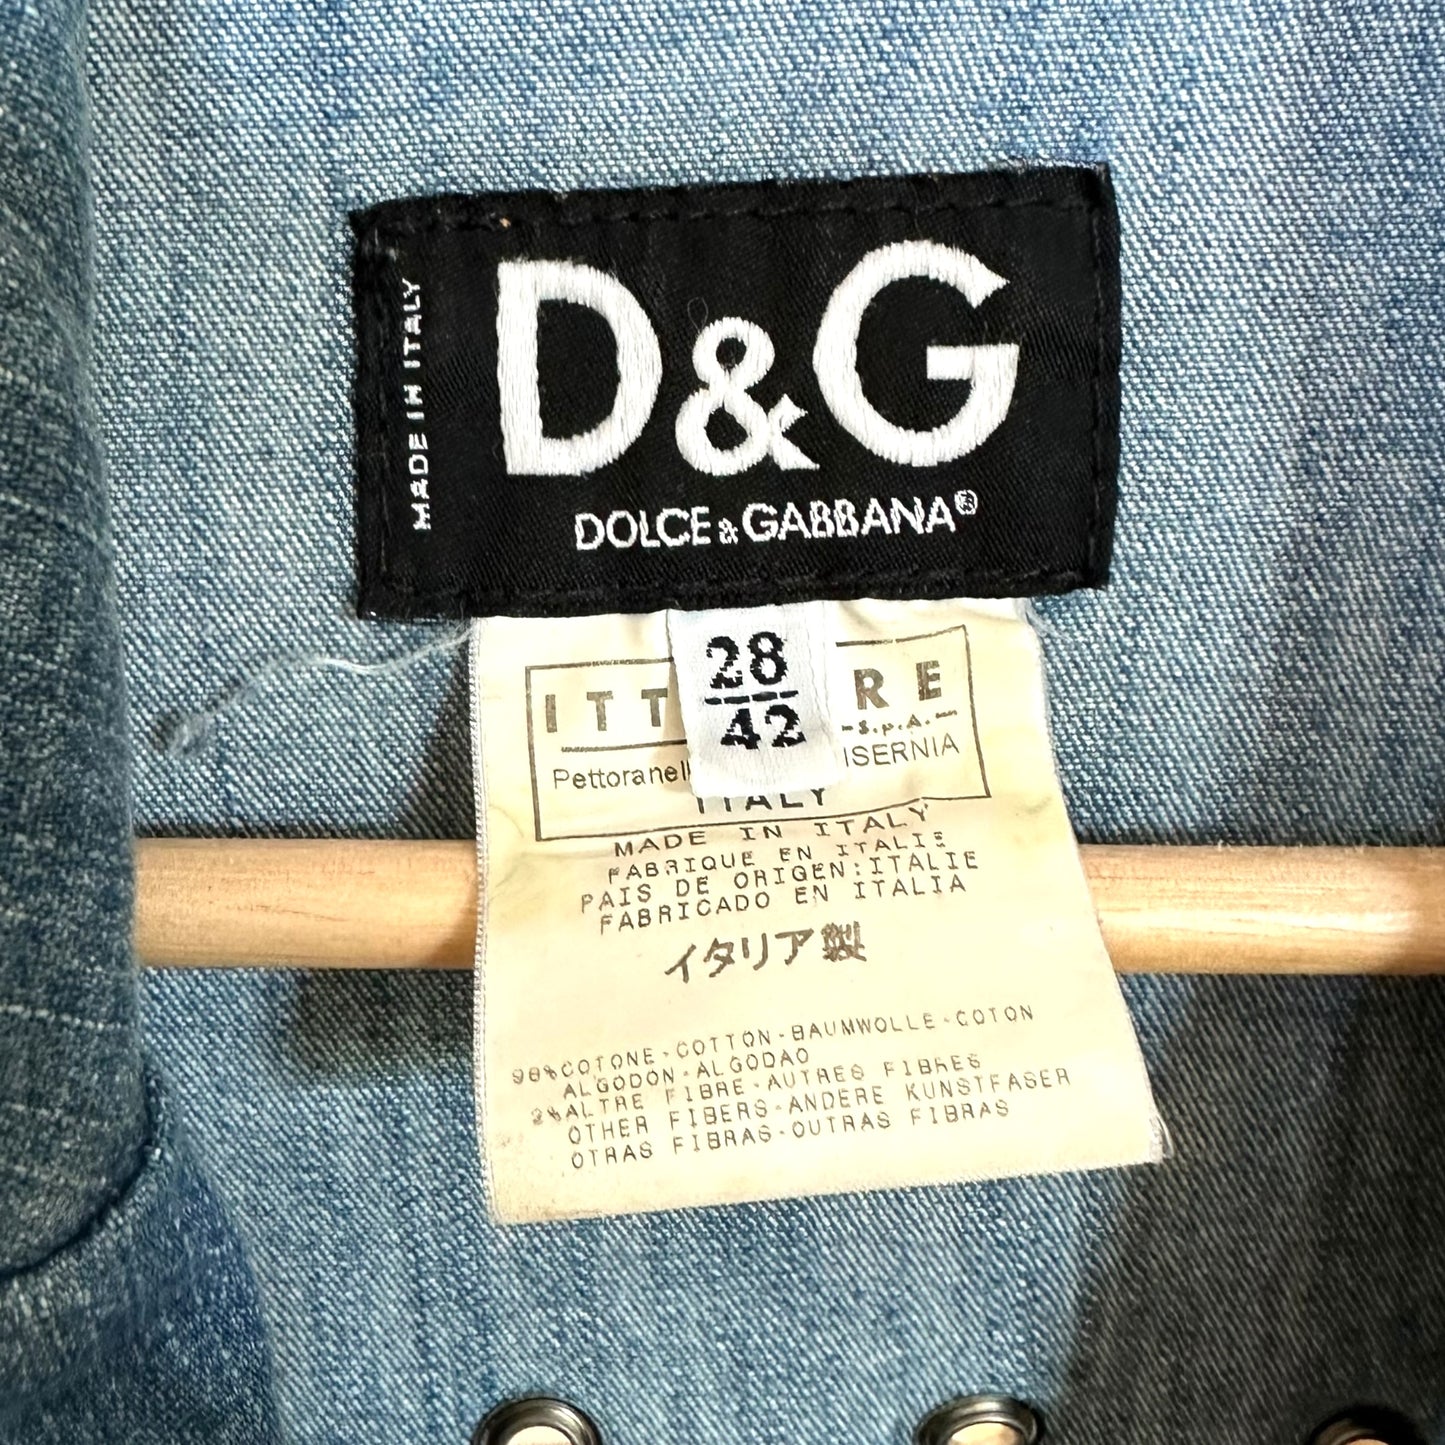 MADE IN ITALY
D&G
DOLCE & GABBANA®
28
42
ITT RE
S.p.A.
ISERNIA
ITALY
MADE IN ITALY
FABRIQUE EN ITALIE
PAIS DE ORIGEN: ITALIE
FABRICADO EN ITALIA
イタリア製
98%COTONE-COTTON-BAUMWOLLE-COTON
ALGODON-ALGODAO
2%ALTRE FIBRE-AUTRES FIBRES
OTHER FIBERS-ANDERE KUNSTFASER
OTRAS FIBRAS-OUTRAS FIBRAS